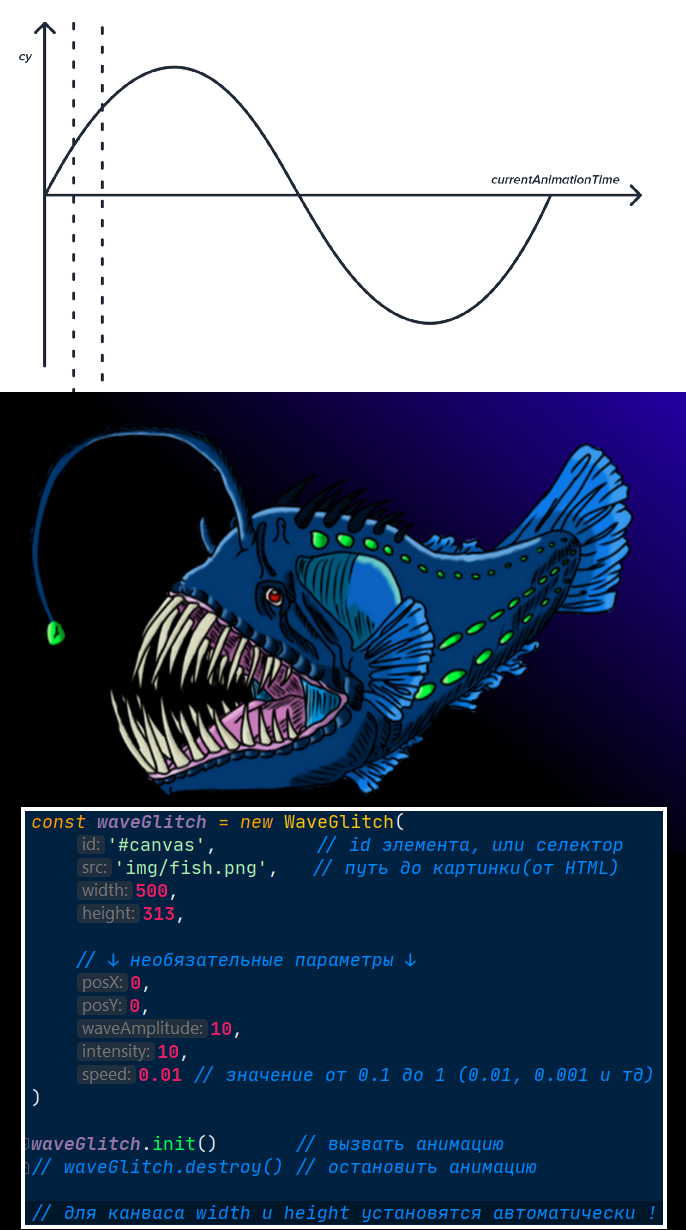 cy
currentAnimationTime
const waveGlitch = new WaveGlitch(
id: '#canvas', // id элемента, или селектор
src: 'img/fish.png', // путь до картинки(от HTML)
width: 500,
height: 313,
// ↓ необязательные параметры ↓
posX: 0,
posY: 0,
waveAmplitude: 10,
intensity: 10,
speed: 0.01 // значение от 0.1 до 1 (0.01, 0.001 и тд)
)
waveGlitch.init() // вызвать анимацию
// waveGlitch.destroy() // остановить анимацию
// для канваса width и height установятся автоматически !